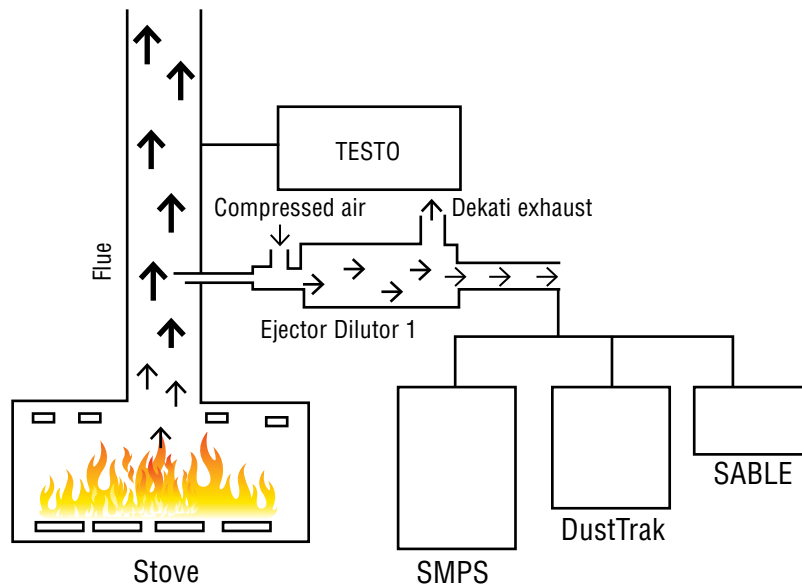 TESTO
Compressed air
Dekati exhaust
Flue
Ejector Dilutor 1
SABLE
DustTrak
Stove
SMPS